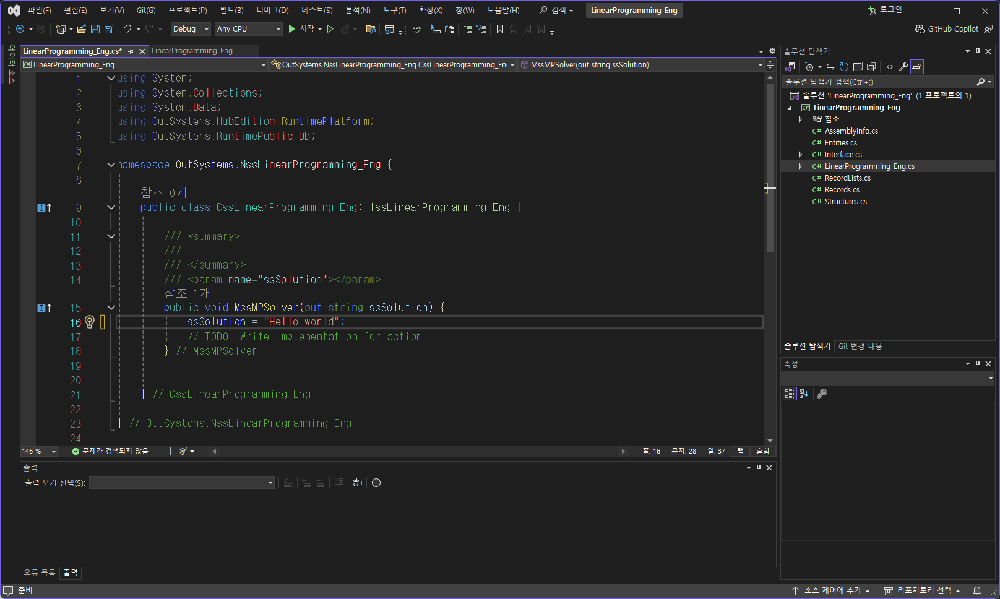 파일(F) 편집(E) 보기(V) Git(G) 프로젝트(P) 빌드(B) 디버그(D) 테스트(S) 분석(N) 도구(T) 확장(X) 창(W) 도움말(H) 검색 LinearProgramming_Eng 로그인
Debug Any CPU 시작 GitHub Copilot
데이터 소스
LinearProgramming_Eng.cs* LinearProgramming_Eng
LinearProgramming_Eng OutSystems.NssLinearProgramming_Eng.CssLinearProgramming_En MssMPSolver(out string ssSolution)
1 using System;
2 using System.Collections;
3 using System.Data;
4 using OutSystems.HubEdition.RuntimePlatform;
5 using OutSystems.RuntimePublic.Db;
6
7 namespace OutSystems.NssLinearProgramming_Eng {
8
참조 0개
9 public class CssLinearProgramming_Eng: IssLinearProgramming_Eng {
10
11 /// <summary>
12 ///
13 /// </summary>
14 /// <param name="ssSolution"></param>
참조 1개
15 public void MssMPSolver(out string ssSolution) {
16 ssSolution = "Hello world";
17 // TODO: Write implementation for action
18 } // MssMPSolver
19
20
21 } // CssLinearProgramming_Eng
22
23 } // OutSystems.NssLinearProgramming_Eng
24
146 % 문제가 검색되지 않음 줄: 16 문자: 28 열: 37 탭 혼합
출력
출력 보기 선택(S):
오류 목록 출력
솔루션 탐색기
솔루션 탐색기 검색(Ctrl+;)
솔루션 'LinearProgramming_Eng' (1 프로젝트의 1)
LinearProgramming_Eng
참조
C# AssemblyInfo.cs
C# Entities.cs
C# Interface.cs
C# LinearProgramming_Eng.cs
C# RecordLists.cs
C# Records.cs
C# Structures.cs
솔루션 탐색기 Git 변경 내용
속성
준비 소스 제어에 추가 리포지토리 선택